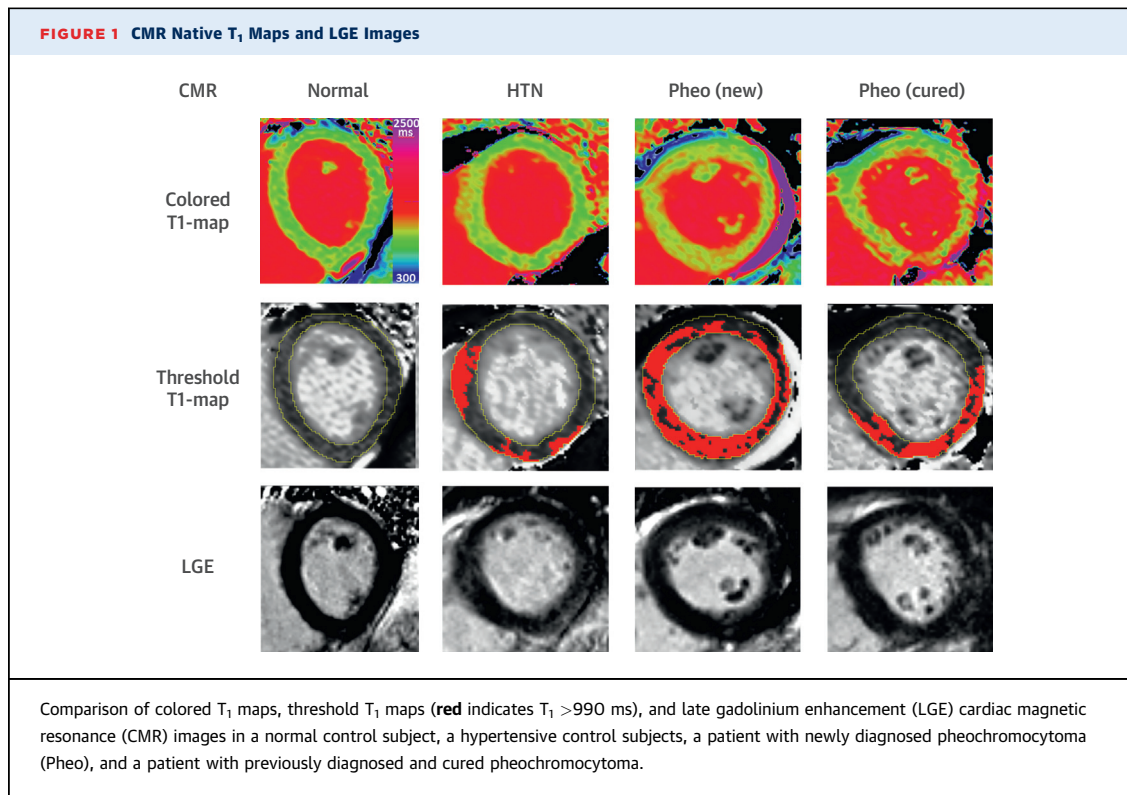 FIGURE 1 CMR Native T₁ Maps and LGE Images
CMR Normal HTN Pheo (new) Pheo (cured)
2500
ms
Colored
T1-map
300
Threshold
T1-map
LGE
Comparison of colored T₁ maps, threshold T₁ maps (red indicates T₁ >990 ms), and late gadolinium enhancement (LGE) cardiac magnetic
resonance (CMR) images in a normal control subject, a hypertensive control subjects, a patient with newly diagnosed pheochromocytoma
(Pheo), and a patient with previously diagnosed and cured pheochromocytoma.